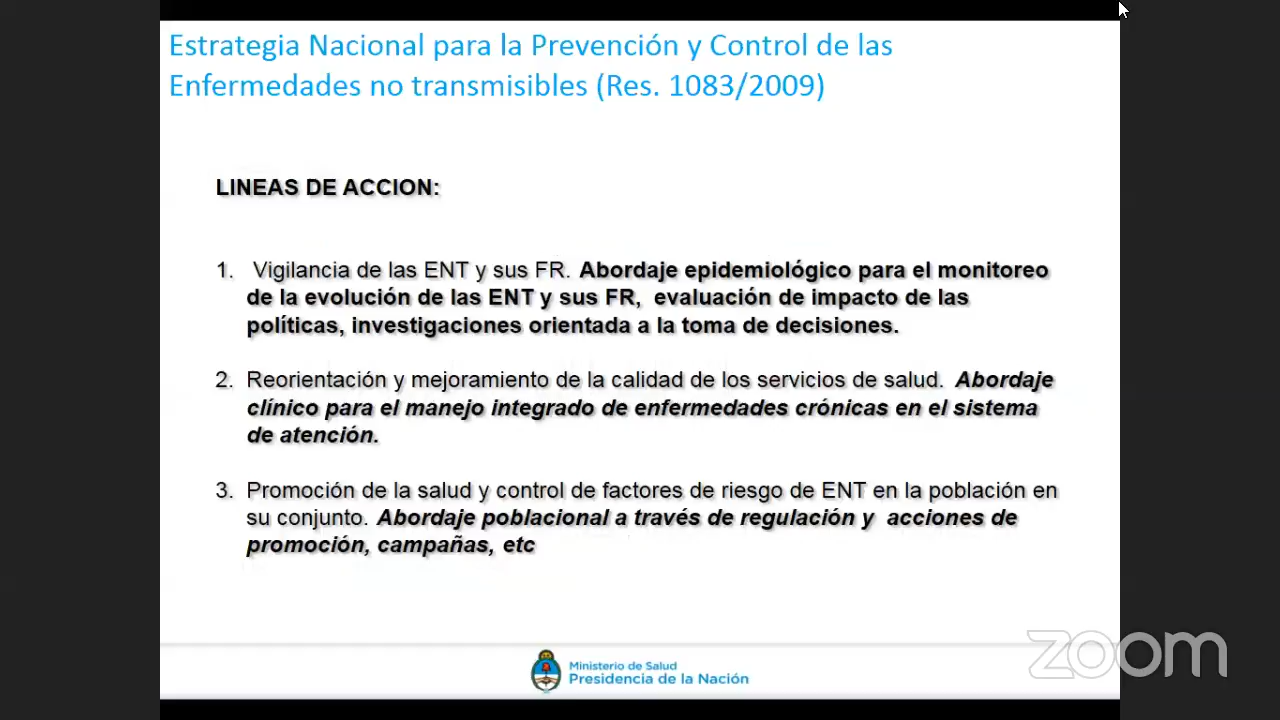 Estrategia Nacional para la Prevención y Control de las
Enfermedades no transmisibles (Res. 1083/2009)
LINEAS DE ACCION:
1. Vigilancia de las ENT y sus FR. Abordaje epidemiológico para el monitoreo
de la evolución de las ENT y sus FR, evaluación de impacto de las
políticas, investigaciones orientada a la toma de decisiones.
2. Reorientación y mejoramiento de la calidad de los servicios de salud. Abordaje
clínico para el manejo integrado de enfermedades crónicas en el sistema
de atención.
3. Promoción de la salud y control de factores de riesgo de ENT en la población en
su conjunto. Abordaje poblacional a través de regulación y acciones de
promoción, campañas, etc
Ministerio de Salud
Presidencia de la Nación
zoom